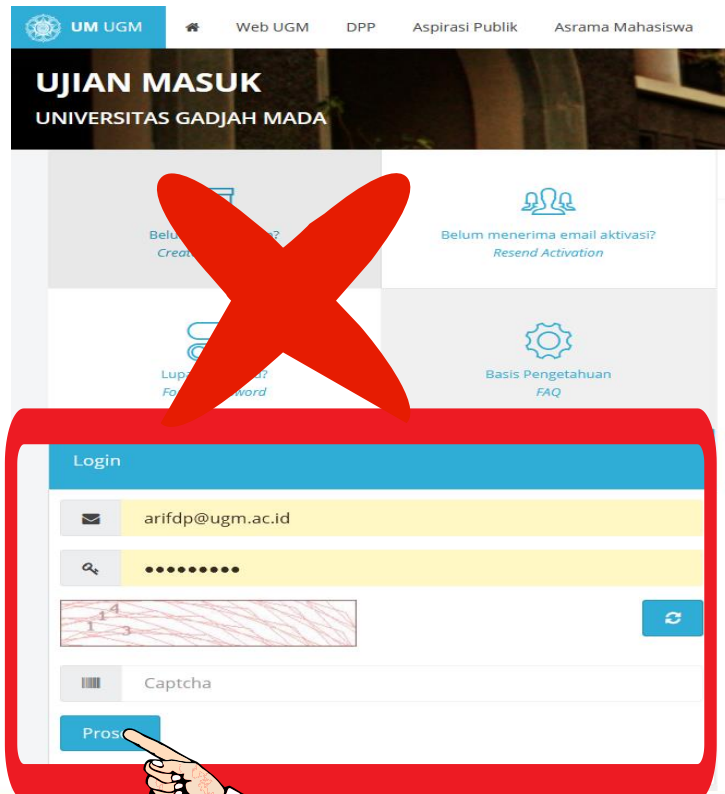 UM UGM Web UGM DPP Aspirasi Publik Asrama Mahasiswa
UJIAN MASUK
UNIVERSITAS GADJAH MADA
Belum menerima email aktivasi?
Resend Activation
Basis Pengetahuan
FAQ
Login
arifdp@ugm.ac.id
Captcha